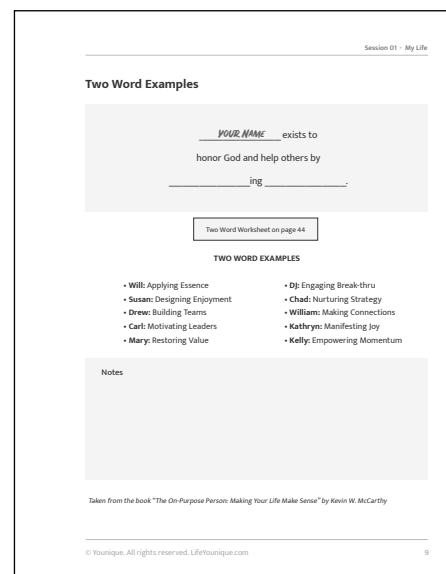 Session 01 - My Life
Two Word Examples
YOUR NAME exists to
honor God and help others by
________________ing ________________.
Two Word Worksheet on page 44
TWO WORD EXAMPLES
• Will: Applying Essence
• Susan: Designing Enjoyment
• Drew: Building Teams
• Carl: Motivating Leaders
• Mary: Restoring Value
• DJ: Engaging Break-thru
• Chad: Nurturing Strategy
• William: Making Connections
• Kathryn: Manifesting Joy
• Kelly: Empowering Momentum
Notes
Taken from the book "The On-Purpose Person: Making Your Life Make Sense" by Kevin W. McCarthy
© Younique. All rights reserved. LifeYounique.com 9